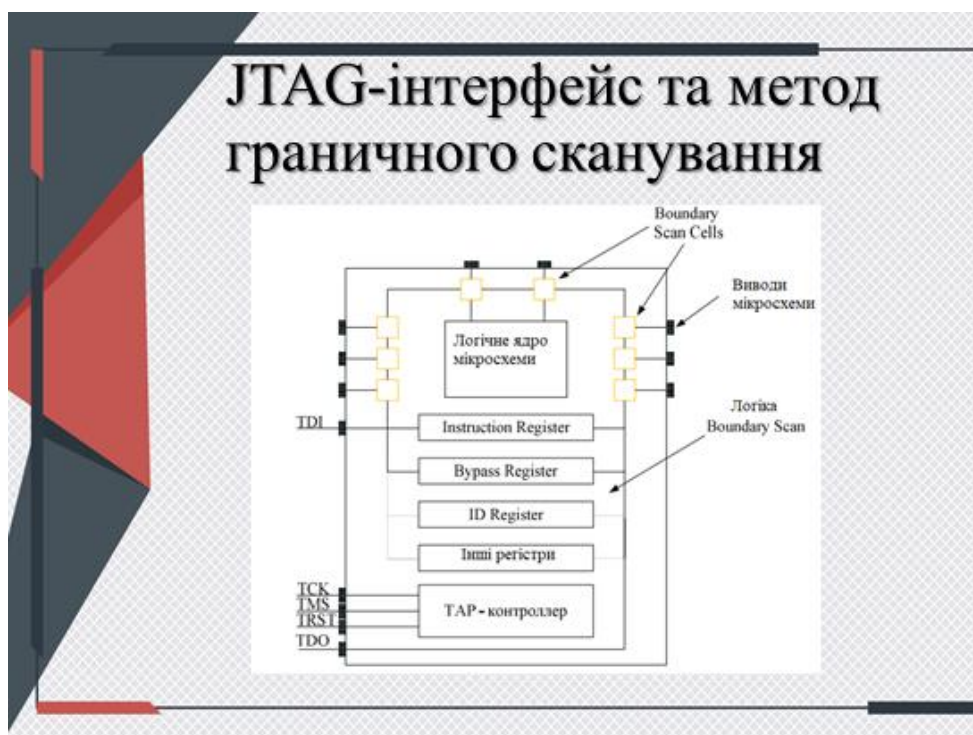 JTAG-інтерфейс та метод
граничного сканування
Boundary
Scan Cells
Виводи
мікросхеми
Логічне ядро
мікросхеми
Логіка
Boundary Scan
TDI
Instruction Register
Bypass Register
ID Register
Інші регістри
TCK
TMS
TRST
TDO
TAP - контроллер